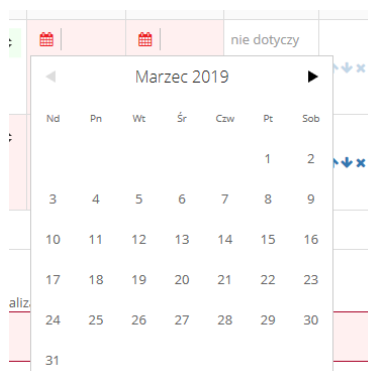 nie dotyczy
Marzec 2019
Nd Pn Wt Śr Czw Pt Sob
1 2
3 4 5 6 7 8 9
10 11 12 13 14 15 16
17 18 19 20 21 22 23
aliz
24 25 26 27 28 29 30
31